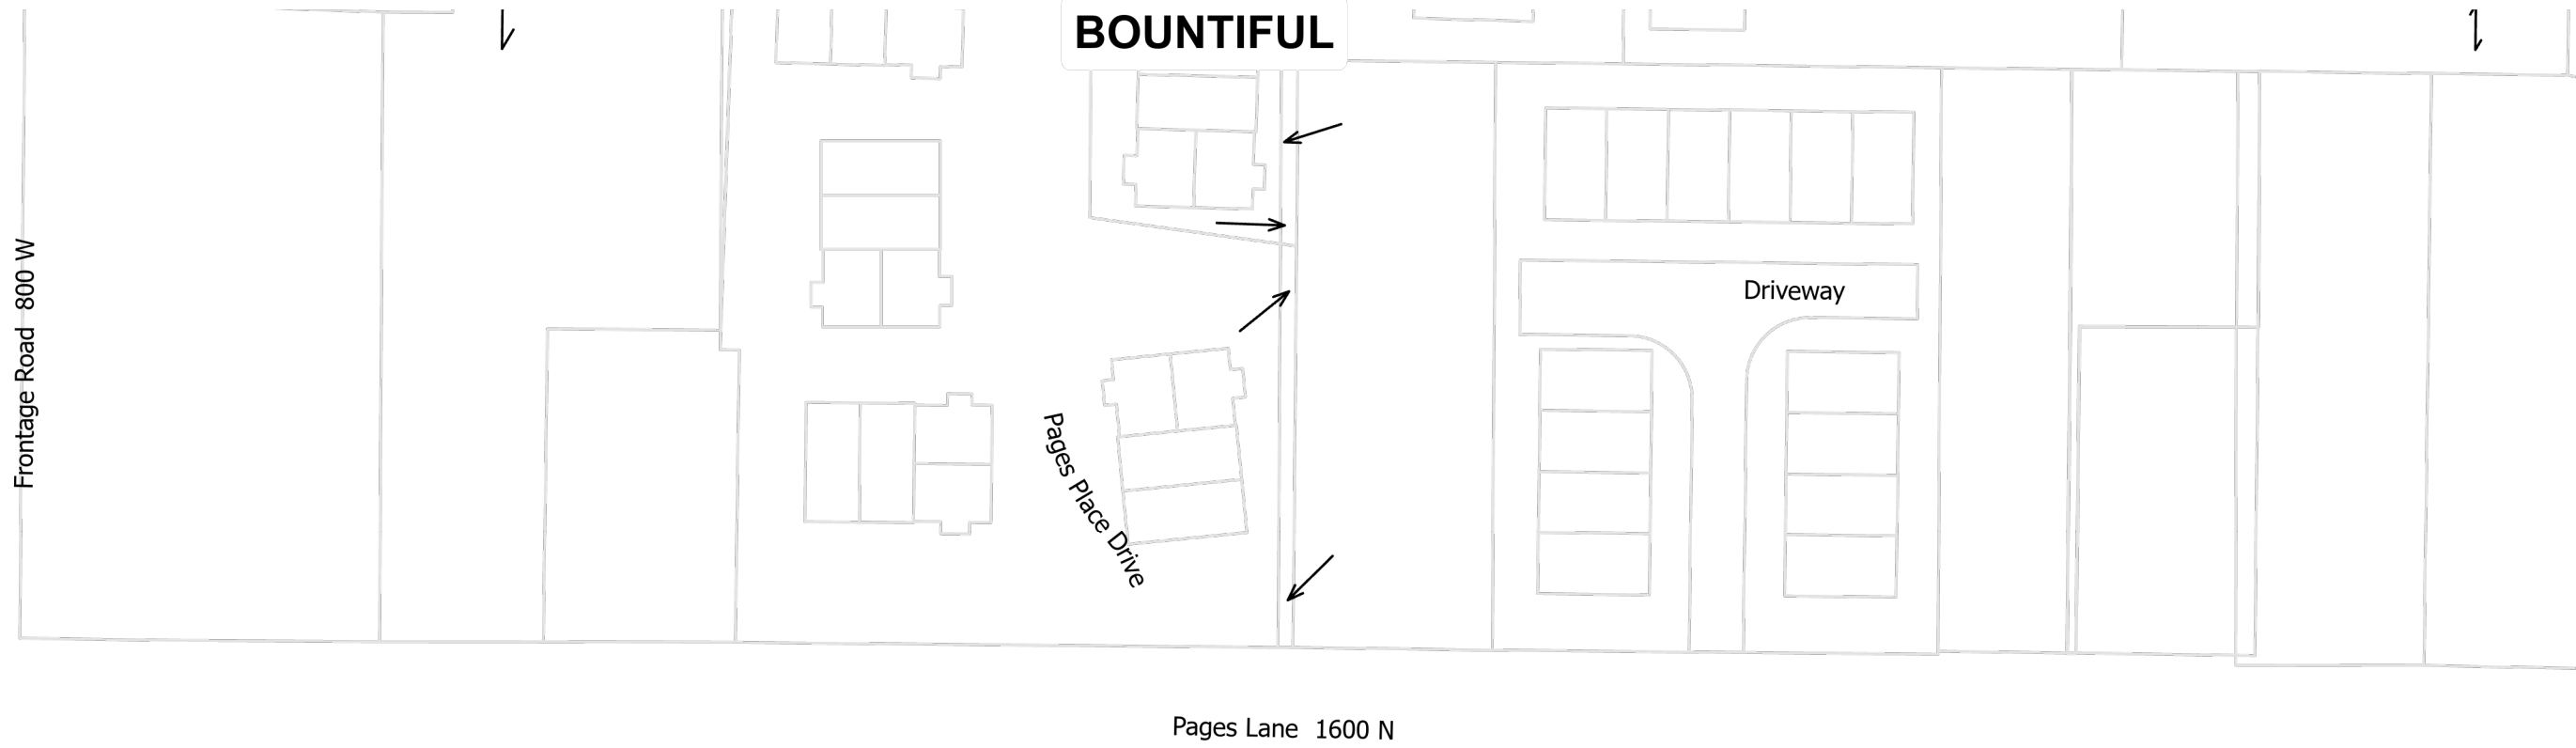 BOUNTIFUL
Frontage Road  800 W
Driveway
Pages Place Drive
Pages Lane  1600 N